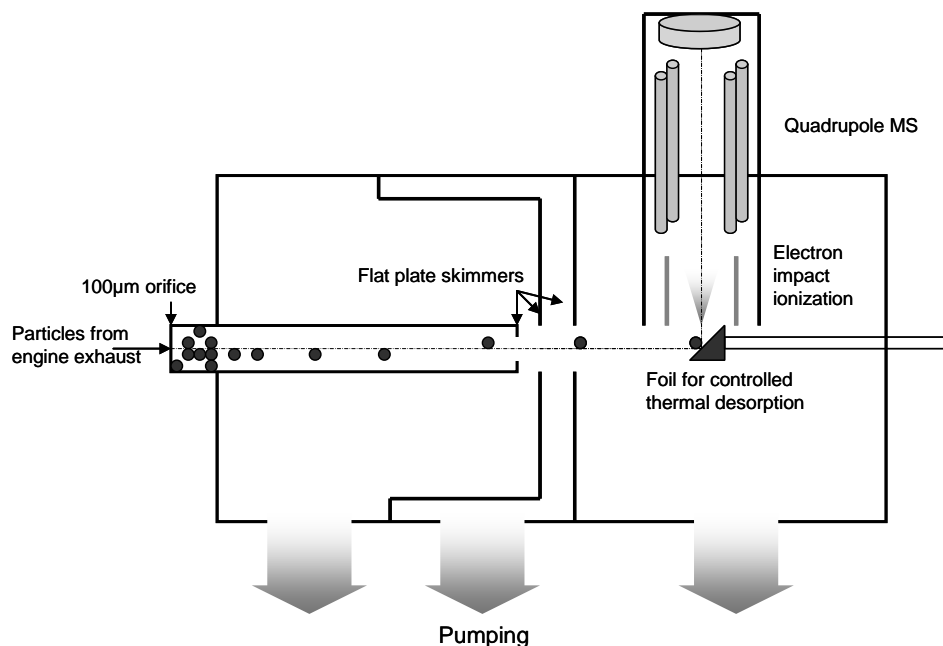 Quadrupole MS
Electron
impact
ionization
Flat plate skimmers
100µm orifice
Particles from
engine exhaust
Foil for controlled
thermal desorption
Pumping